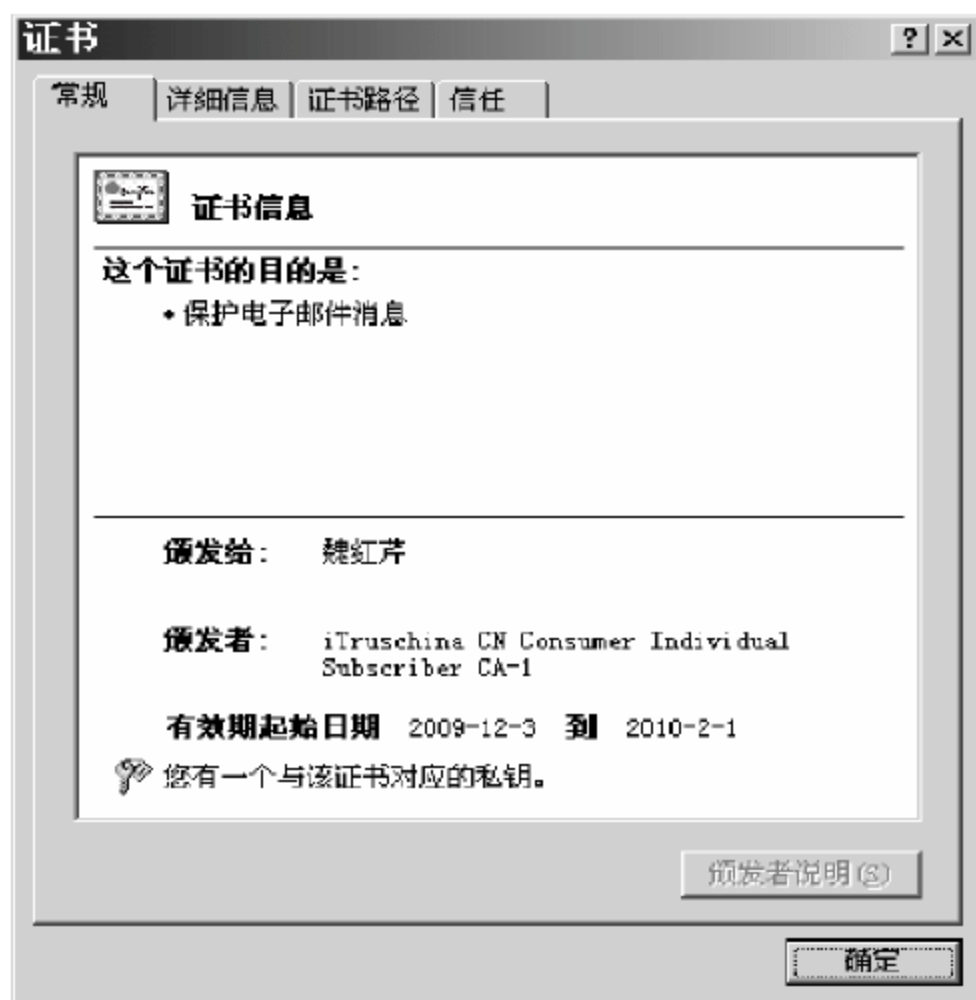 证书
常规 详细信息 证书路径 信任
证书信息
这个证书的目的是:
•保护电子邮件消息
颁发给: 魏红芹
颁发者: iTruschina CN Consumer Individual
Subscriber CA-1
有效期起始日期 2009-12-3 到 2010-2-1
您有一个与该证书对应的私钥。
颁发者说明(S)
确定